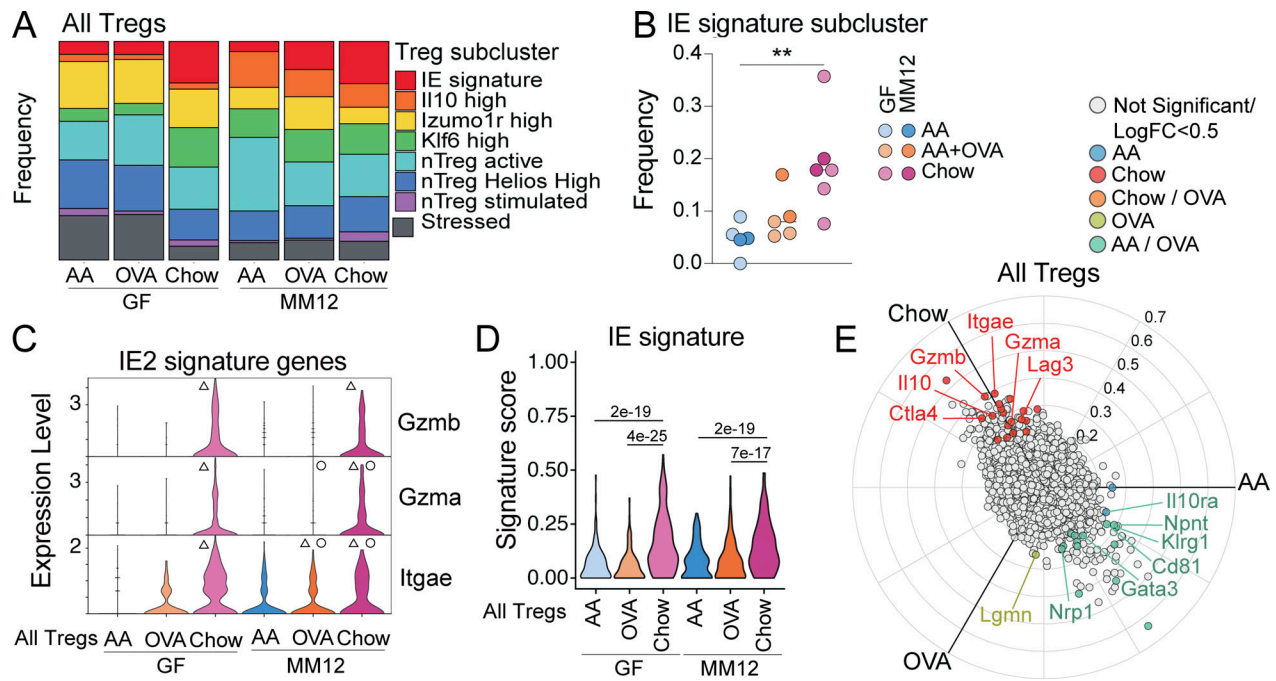 A
All Tregs
Frequency
Treg subcluster
IE signature
Il10 high
Izumo1r high
Klf6 high
nTreg active
nTreg Helios High
nTreg stimulated
Stressed
AA OVA Chow AA OVA Chow
GF MM12
B IE signature subcluster
Frequency
0.4
0.3
0.2
0.1
0.0
**
GF
MM12
AA
AA+OVA
Chow
Not Significant/
LogFC<0.5
AA
Chow
Chow / OVA
OVA
AA / OVA
C
IE2 signature genes
Expression Level
3
Gzmb
3
Gzma
2
Itgae
All Tregs AA OVA Chow AA OVA Chow
GF MM12
D
IE signature
Signature score
1.00
0.75
0.50
0.25
0.00
2e-19
4e-25
2e-19
7e-17
All Tregs
AA OVA Chow AA OVA Chow
GF MM12
E
All Tregs
Chow
AA
OVA
0.7
0.6
0.5
0.4
0.3
0.2
Itgae
Gzma
Gzmb
Lag3
Il10
Ctla4
Il10ra
Npnt
Klrg1
Cd81
Gata3
Nrp1
Lgmn